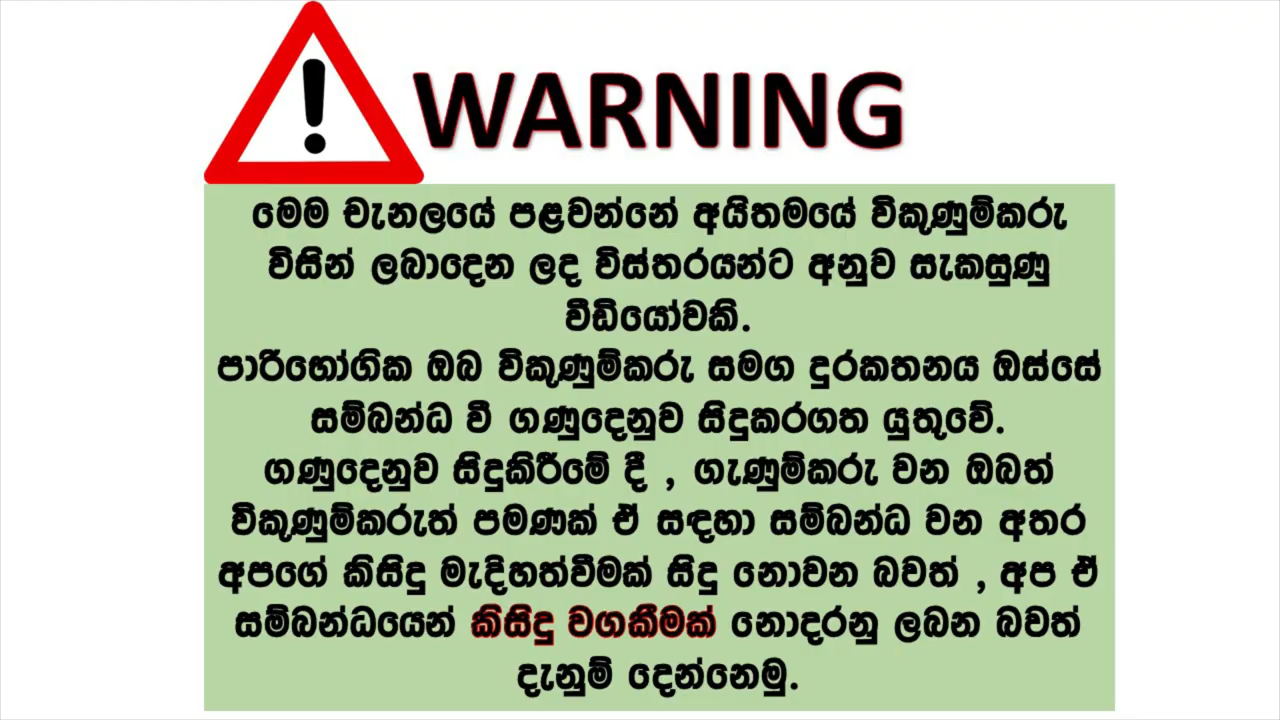 WARNING
මෙම චැනලයේ පළවන්නේ අයිතමයේ විකුණුම්කරු
විසින් ලබාදෙන ලද විස්තරයන්ට අනුව සැකසුණු
වීඩියෝවකි.
පාරිභෝගික ඔබ විකුණුම්කරු සමග දුරකතනය ඔස්සේ
සම්බන්ධ වී ගණුදෙනුව සිදුකරගත යුතුවේ.
ගණුදෙනුව සිදුකිරීමේ දී , ගැණුම්කරු වන ඔබත්
විකුණුම්කරුත් පමණක් ඒ සඳහා සම්බන්ධ වන අතර
අපගේ කිසිදු මැදිහත්වීමක් සිදු නොවන බවත් , අප ඒ
සම්බන්ධයෙන් කිසිදු වගකීමක් නොදරනු ලබන බවත්
දැනුම් දෙන්නෙමු.